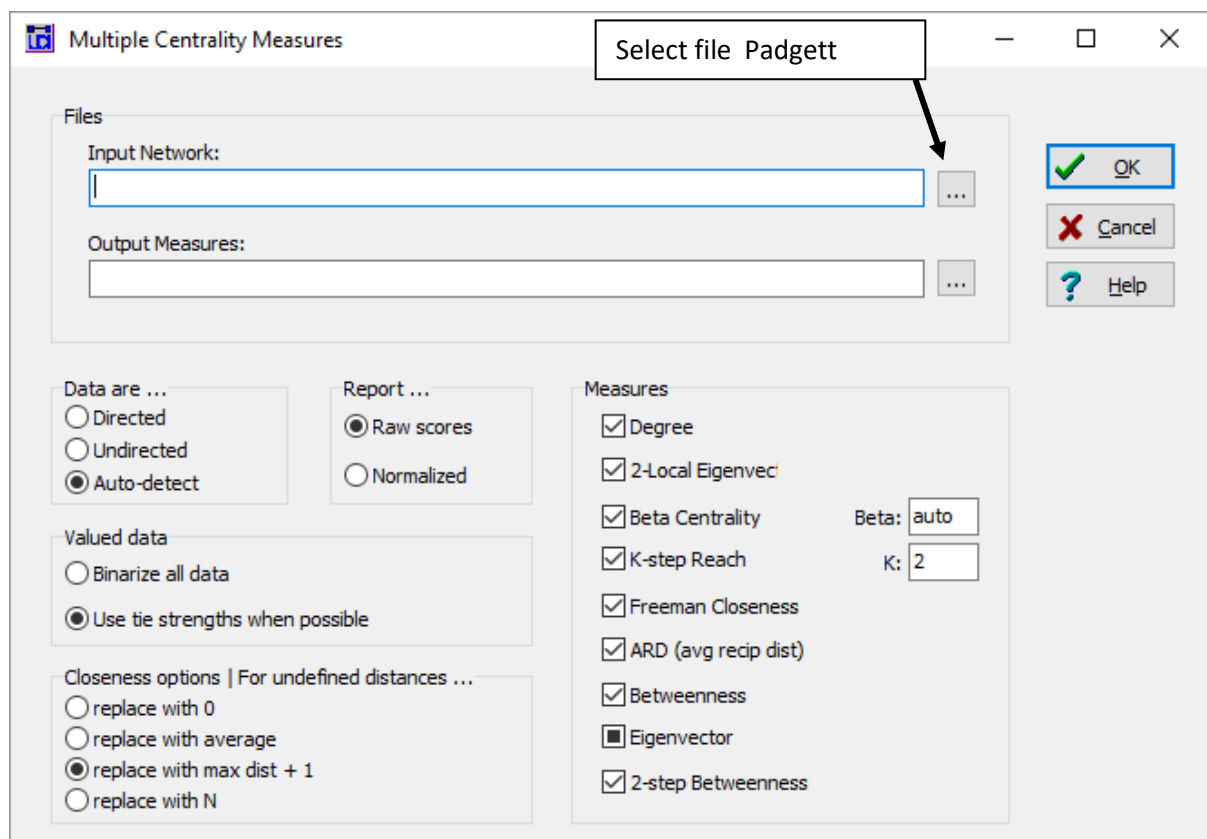 Multiple Centrality Measures
Select file Padgett
Files
Input Network:
...
OK
Output Measures:
...
Cancel
Help
Data are ...
Directed
Undirected
Auto-detect
Report ...
Raw scores
Normalized
Valued data
Binarize all data
Use tie strengths when possible
Closeness options | For undefined distances ...
replace with 0
replace with average
replace with max dist + 1
replace with N
Measures
Degree
2-Local Eigenvect
Beta Centrality Beta: auto
K-step Reach K: 2
Freeman Closeness
ARD (avg recip dist)
Betweenness
Eigenvector
2-step Betweenness